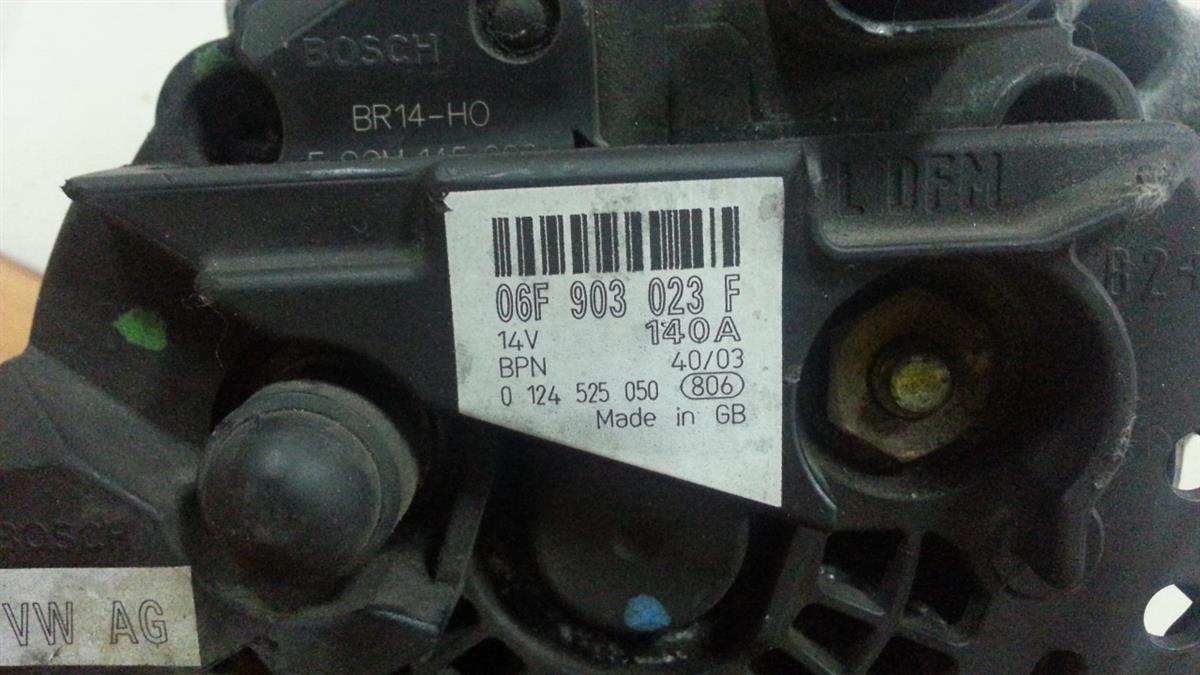 BOSCH
BR14-HO
L DFM
B2+
06F 903 023 F
14V 140A
BPN 40/03
0 124 525 050 806
Made in GB
BOSCH
VW AG